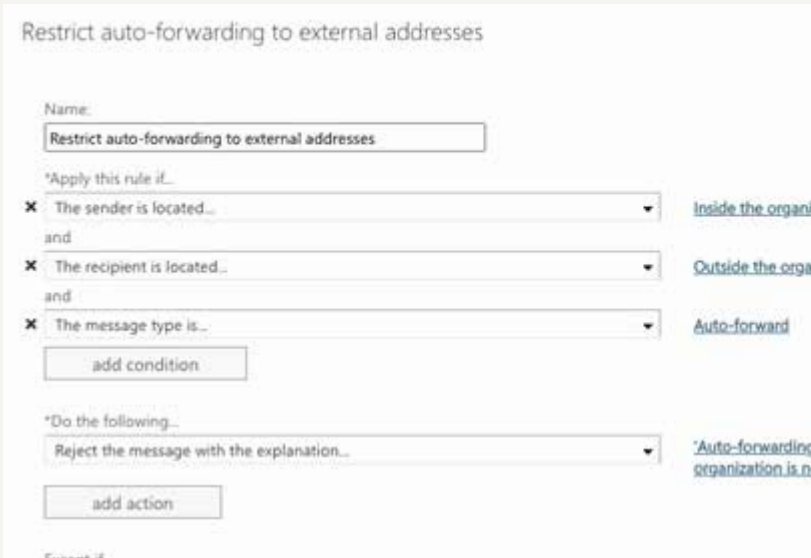 Restrict auto-forwarding to external addresses
Name:
Restrict auto-forwarding to external addresses
*Apply this rule if...
The sender is located...
Inside the organi
and
The recipient is located...
Outside the orga
and
The message type is...
Auto-forward
add condition
*Do the following...
Reject the message with the explanation...
'Auto-forwarding
organization is n
add action
Except if